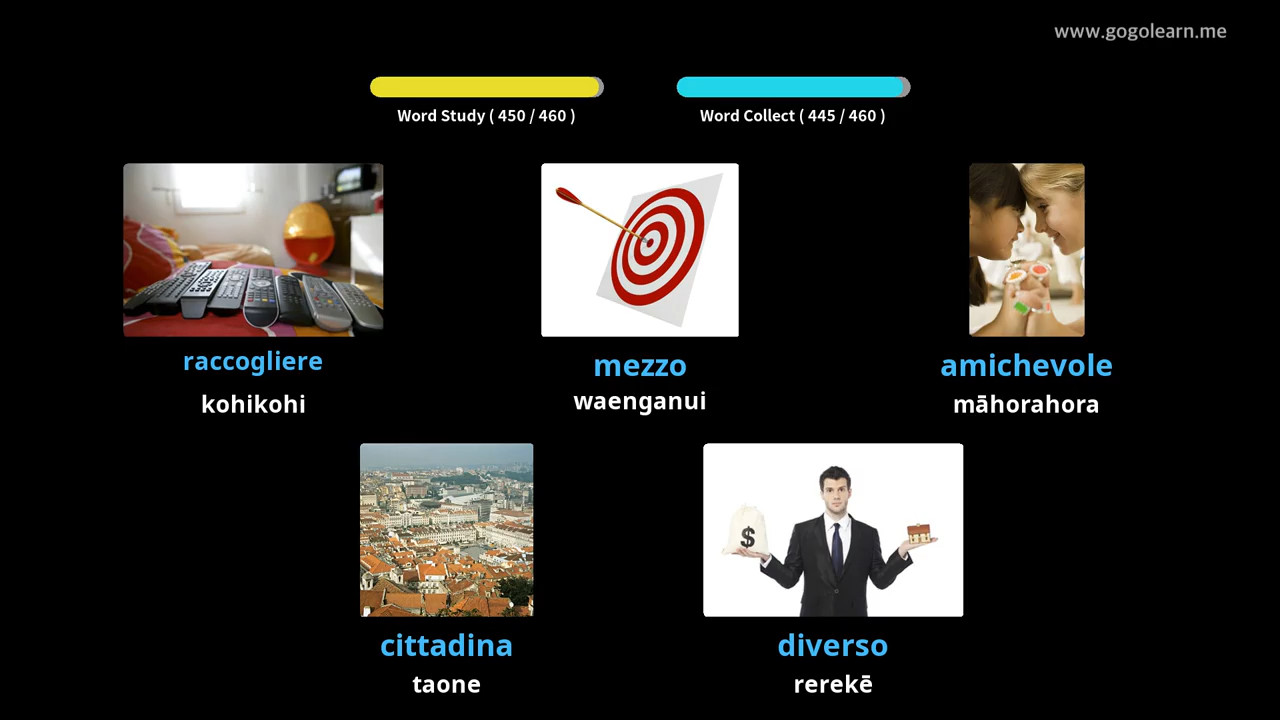 www.gogolearn.me
Word Study ( 450 / 460 )
Word Collect ( 445 / 460 )
raccogliere
kohikohi
mezzo
waenganui
amichevole
māhorahora
$
cittadina
taone
diverso
rerekē